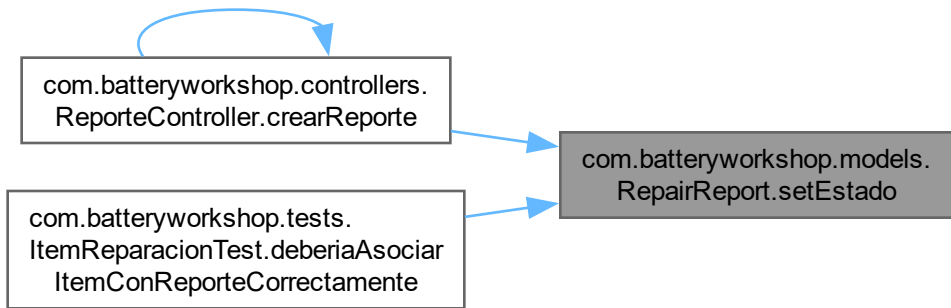 com.batteryworkshop.controllers.
ReporteController.crearReporte
com.batteryworkshop.models.
RepairReport.setEstado
com.batteryworkshop.tests.
ItemReparacionTest.deberiaAsociar
ItemConReporteCorrectamente